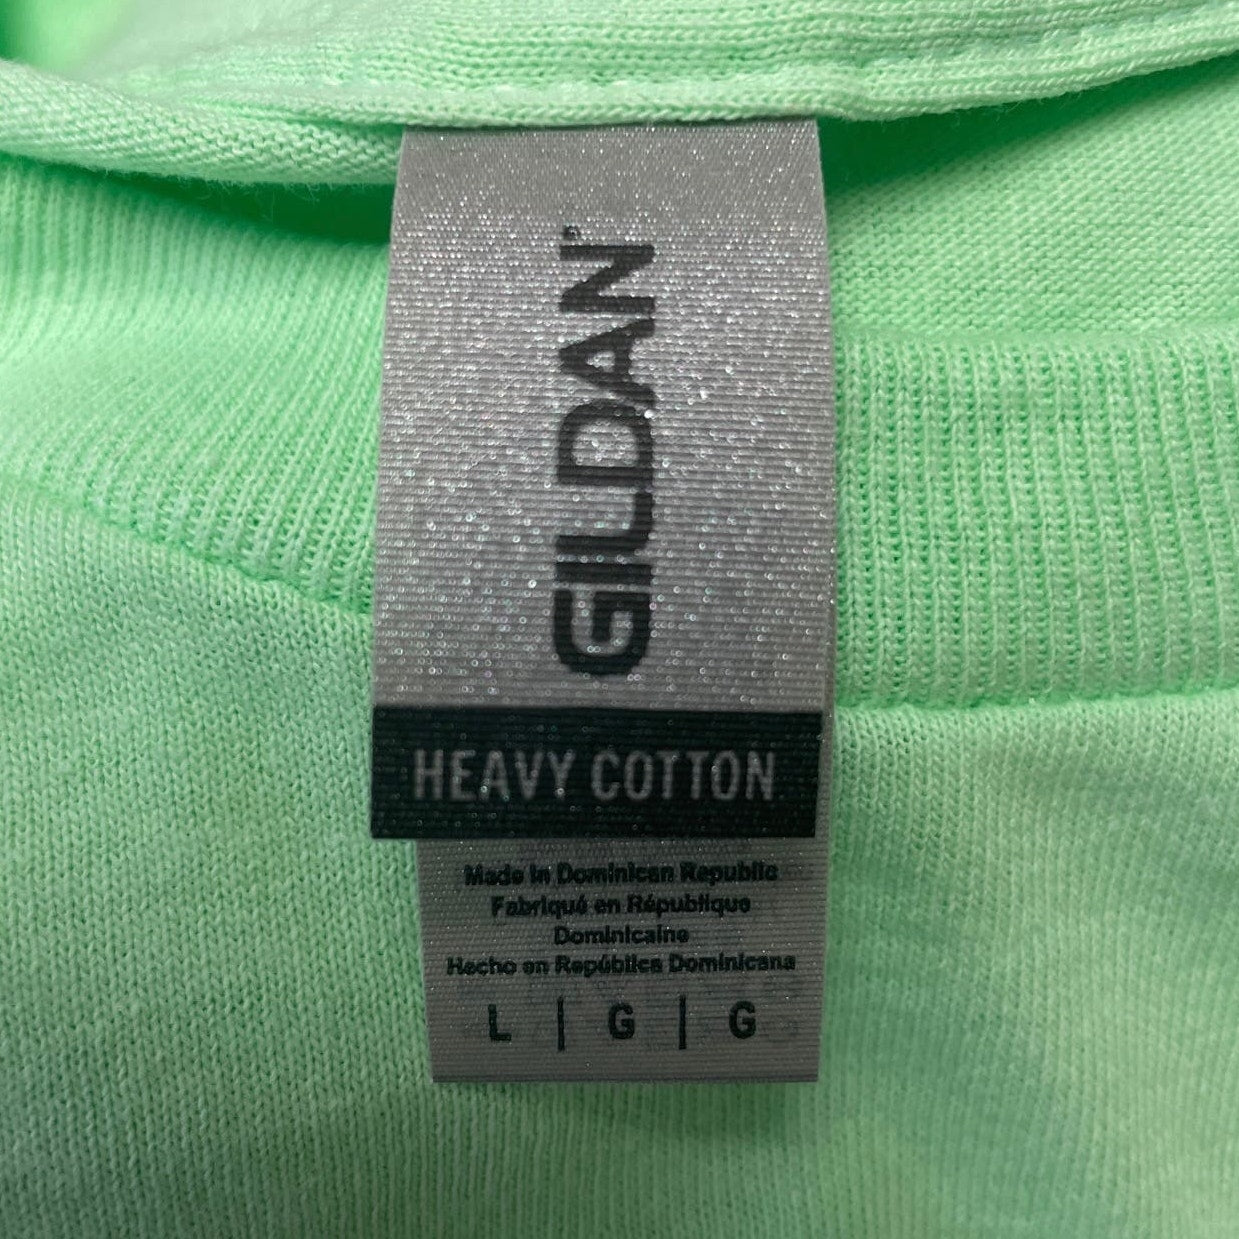 GILDAN®
HEAVY COTTON
Made in Dominican Republic
Fabriqué en République
Dominicaine
Hecho en República Dominicana
L | G | G